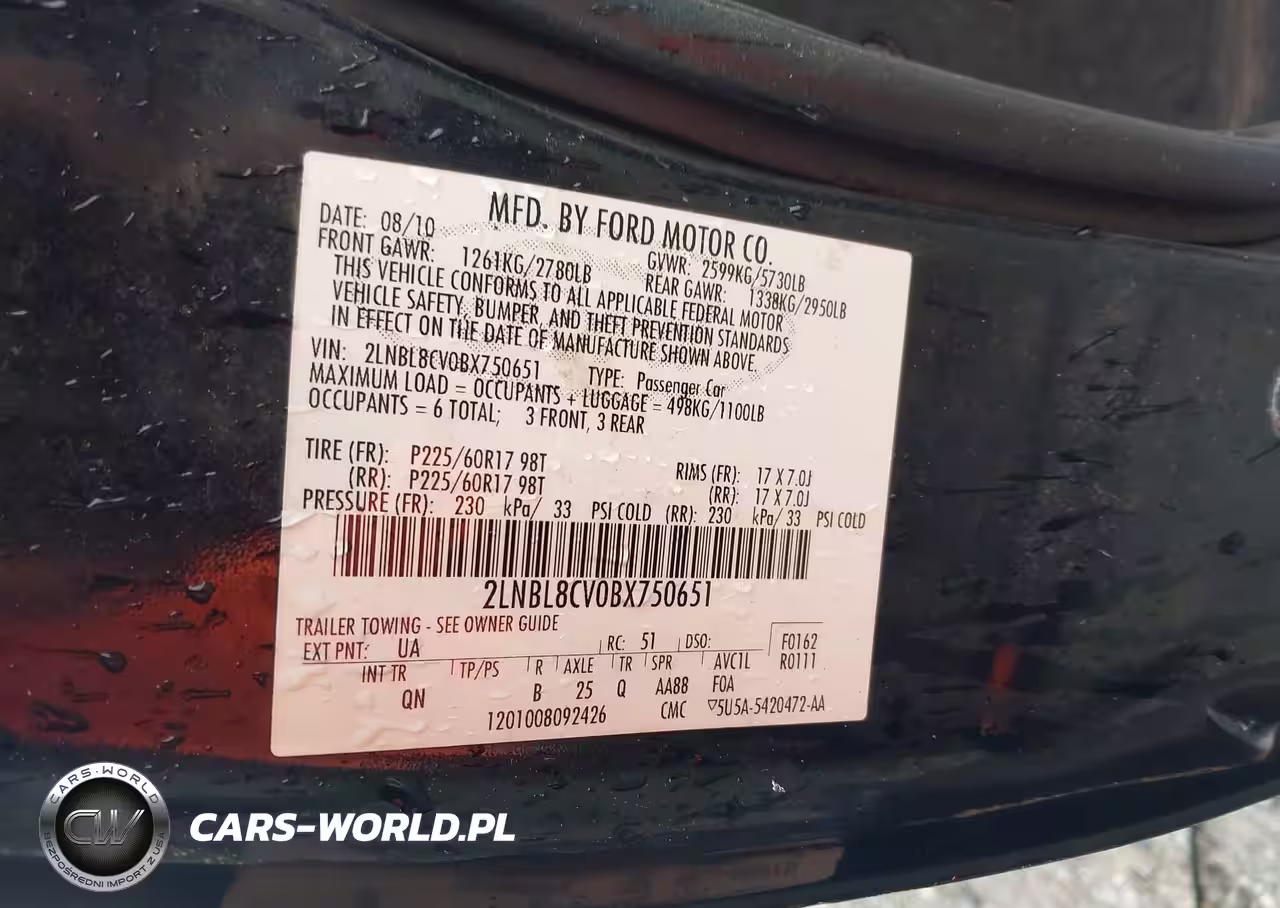 MFD. BY FORD MOTOR CO.
DATE: 08/10 GVWR: 2599KG/5730LB
FRONT GAWR: 1261KG/2780LB REAR GAWR: 1338KG/2950LB
THIS VEHICLE CONFORMS TO ALL APPLICABLE FEDERAL MOTOR
VEHICLE SAFETY, BUMPER, AND THEFT PREVENTION STANDARDS
IN EFFECT ON THE DATE OF MANUFACTURE SHOWN ABOVE.
VIN: 2LNBL8CV0BX750651 TYPE: Passenger Car
MAXIMUM LOAD = OCCUPANTS + LUGGAGE = 498KG/1100LB
OCCUPANTS = 6 TOTAL; 3 FRONT, 3 REAR
TIRE (FR): P225/60R17 98T RIMS (FR): 17 X 7.0J
(RR): P225/60R17 98T (RR): 17 X 7.0J
PRESSURE (FR): 230 kPa/ 33 PSI COLD (RR): 230 kPa/ 33 PSI COLD
2LNBL8CV0BX750651
TRAILER TOWING - SEE OWNER GUIDE
EXT PNT: UA RC: 51 DSO: F0162
INT TR TP/PS R AXLE TR SPR AVC1L R0111
QN B 25 Q AA88 FOA
1201008092426 CMC ▽5U5A-5420472-AA
CARS-WORLD
CW
BEZPOŚREDNI IMPORT Z USA
CARS-WORLD.PL